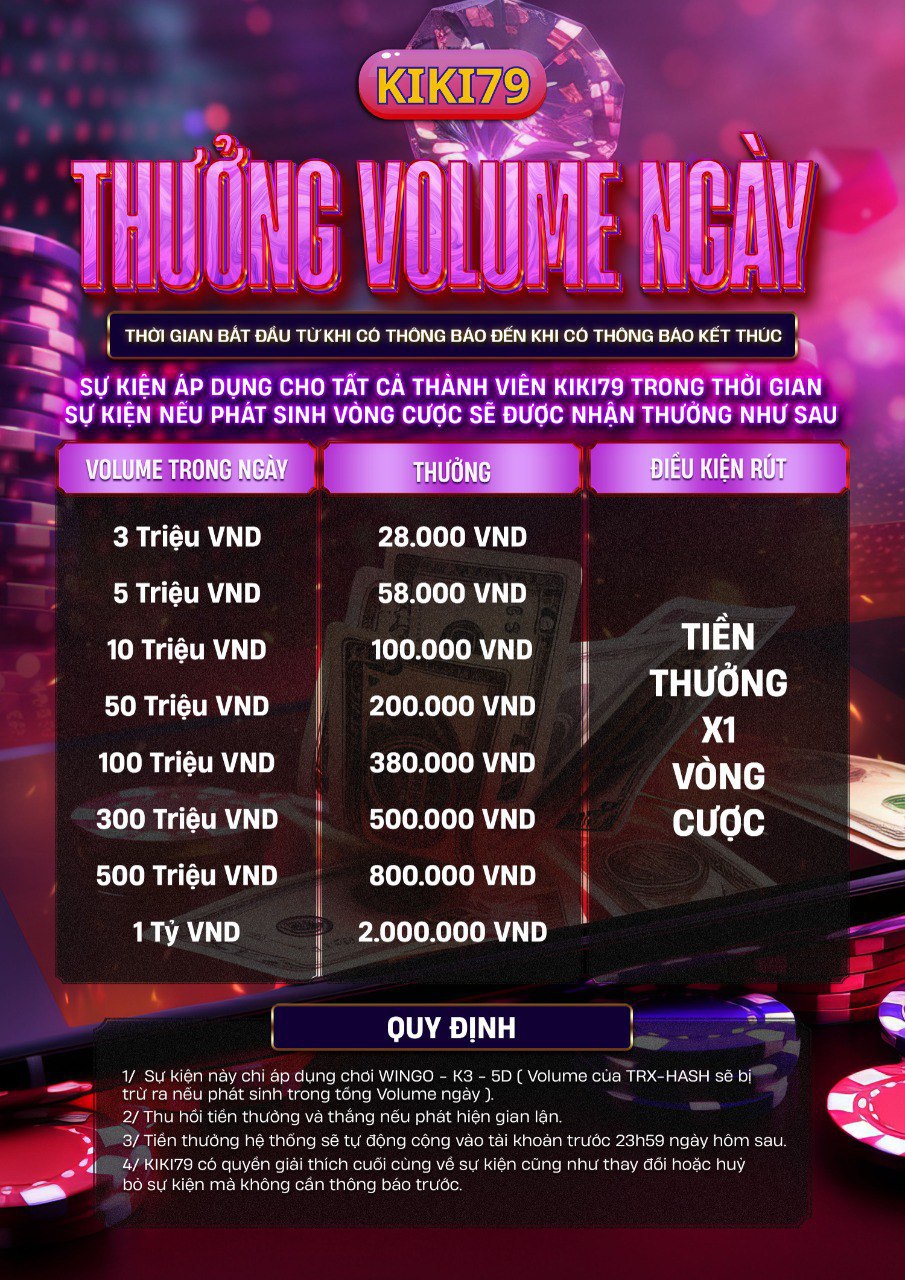 KIKI79
THƯỞNG VOLUME NGÀY
THỜI GIAN BẮT ĐẦU TỪ KHI CÓ THÔNG BÁO ĐẾN KHI CÓ THÔNG BÁO KẾT THÚC
SỰ KIỆN ÁP DỤNG CHO TẤT CẢ THÀNH VIÊN KIKI79 TRONG THỜI GIAN
SỰ KIỆN NẾU PHÁT SINH VÒNG CƯỢC SẼ ĐƯỢC NHẬN THƯỞNG NHƯ SAU
VOLUME TRONG NGÀY THƯỞNG ĐIỀU KIỆN RÚT
3 Triệu VND 28.000 VND
5 Triệu VND 58.000 VND
10 Triệu VND 100.000 VND
50 Triệu VND 200.000 VND
100 Triệu VND 380.000 VND
300 Triệu VND 500.000 VND
500 Triệu VND 800.000 VND
1 Tỷ VND 2.000.000 VND
TIỀN
THƯỞNG
X1
VÒNG
CƯỢC
QUY ĐỊNH
1/ Sự kiện này chỉ áp dụng chơi WINGO - K3 - 5D ( Volume của TRX-HASH sẽ bị
trừ ra nếu phát sinh trong tổng Volume ngày ).
2/ Thu hồi tiền thưởng và thắng nếu phát hiện gian lận.
3/ Tiền thưởng hệ thống sẽ tự động cộng vào tài khoản trước 23h59 ngày hôm sau.
4/ KIKI79 có quyền giải thích cuối cùng về sự kiện cũng như thay đổi hoặc huỷ
bỏ sự kiện mà không cần thông báo trước.